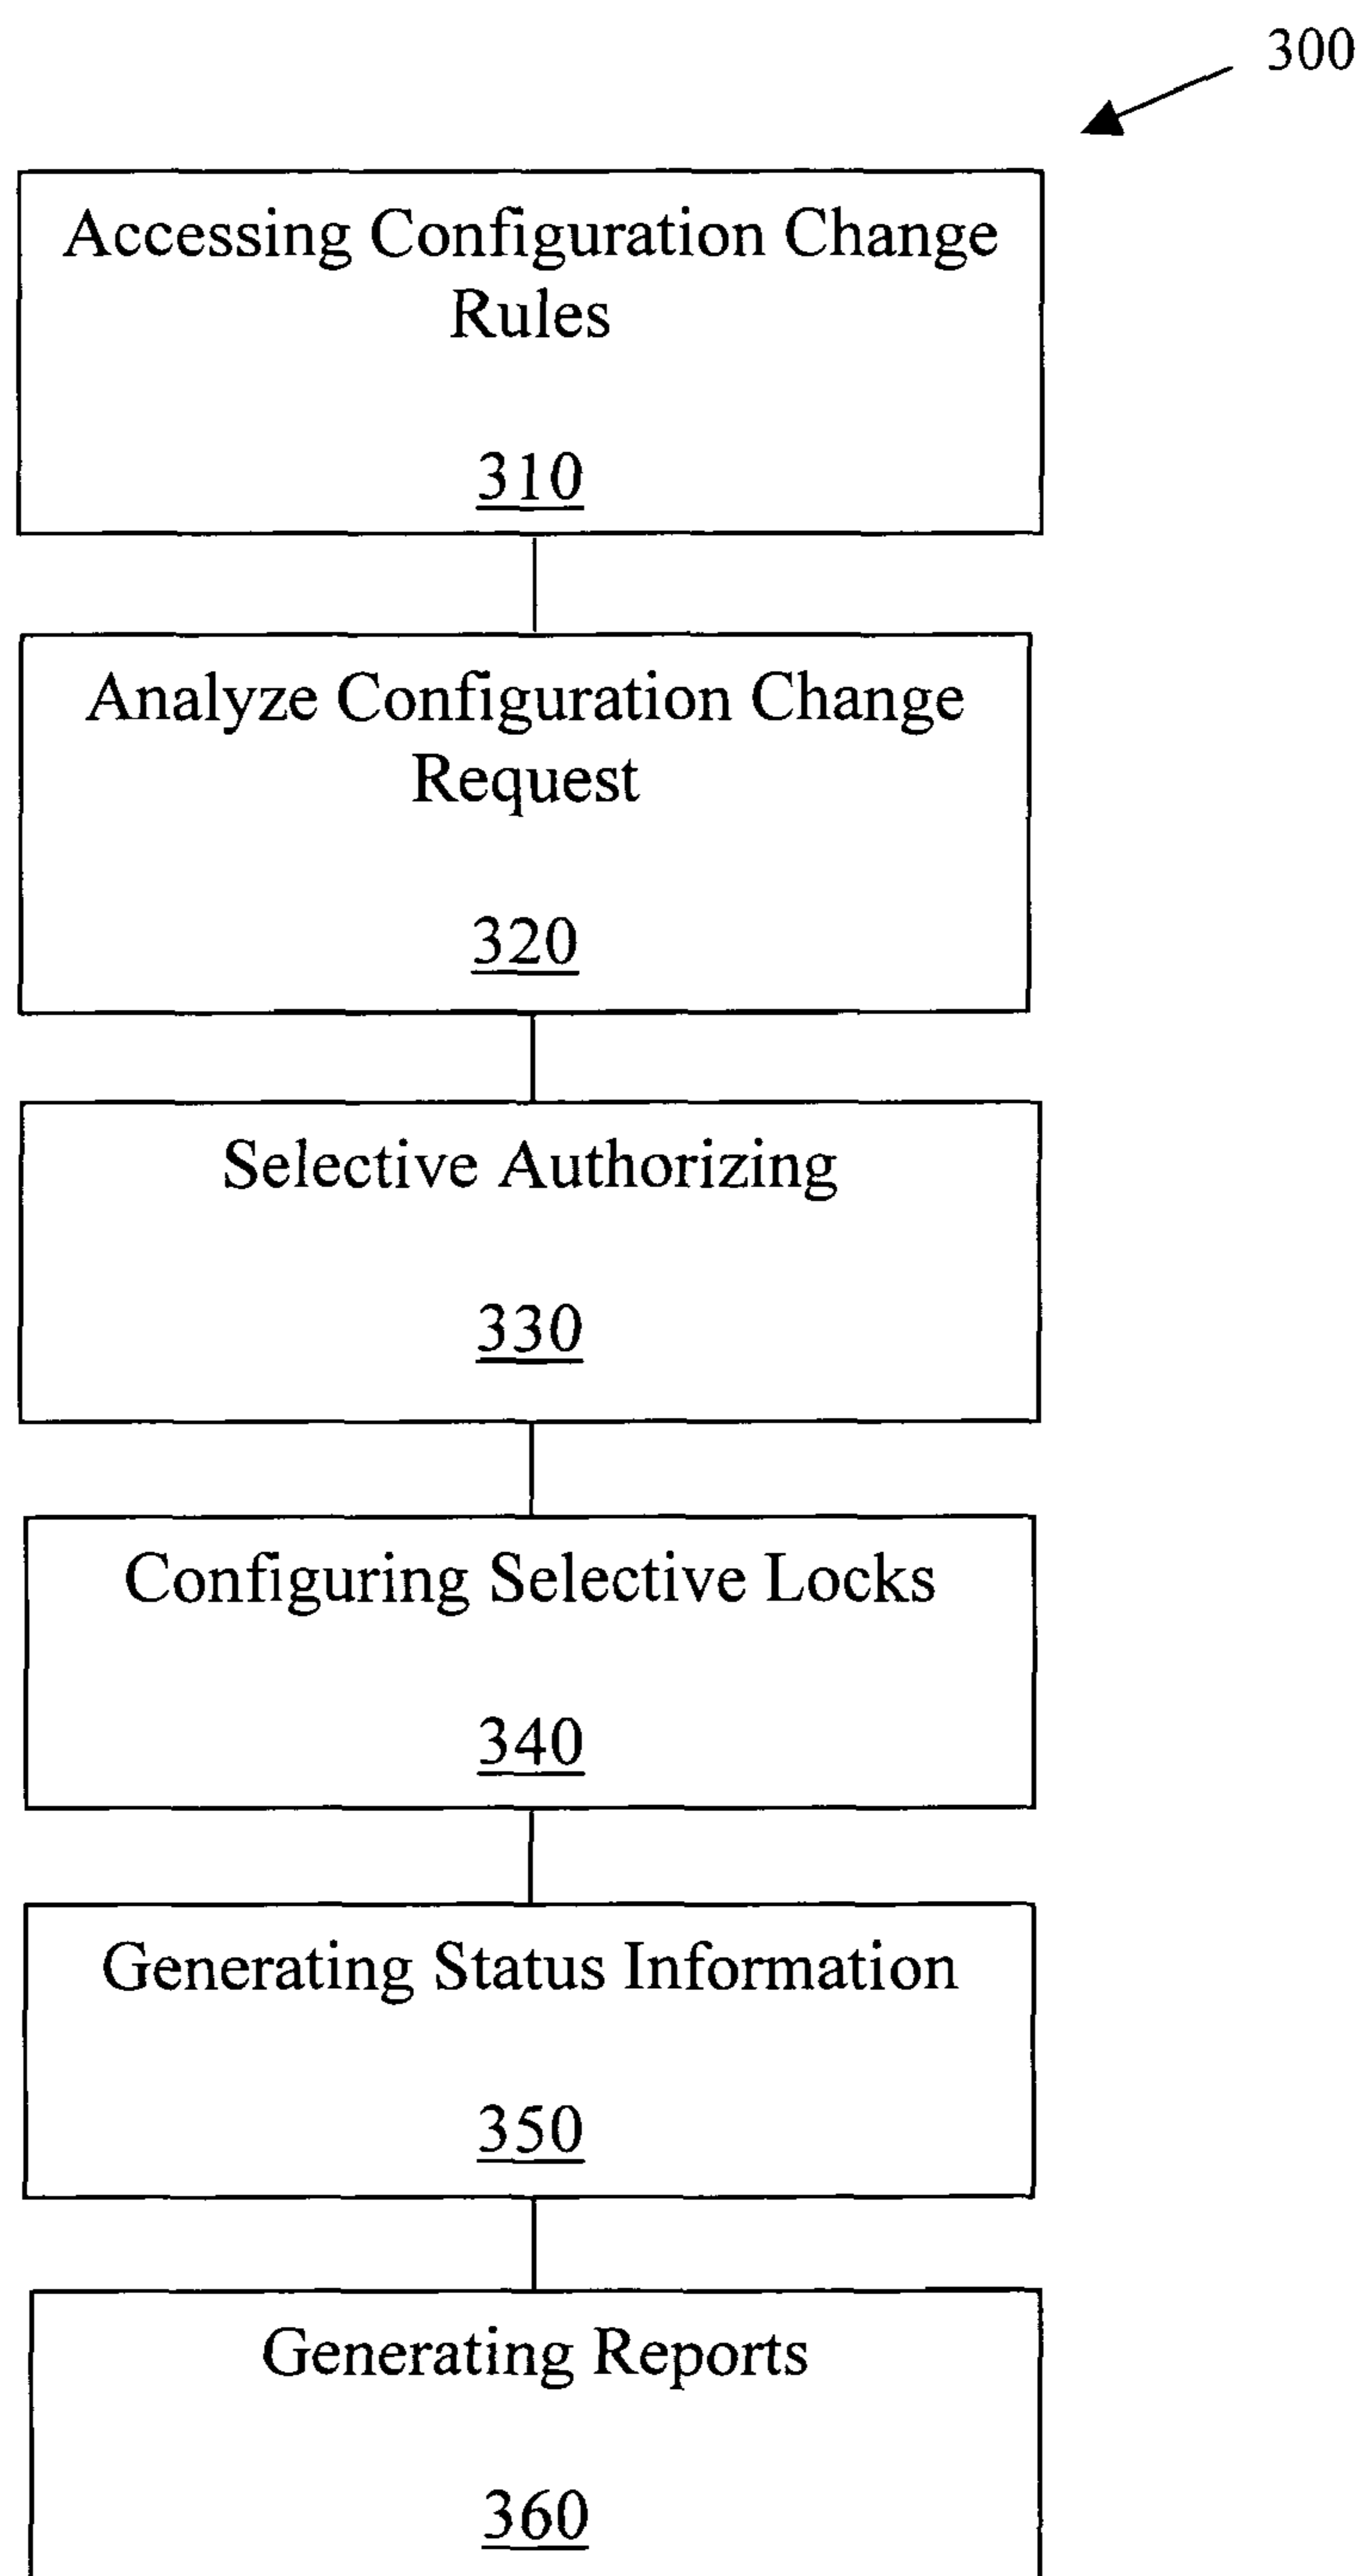 300
Accessing Configuration Change
Rules
310
Analyze Configuration Change
Request
320
Selective Authorizing
330
Configuring Selective Locks
340
Generating Status Information
350
Generating Reports
360